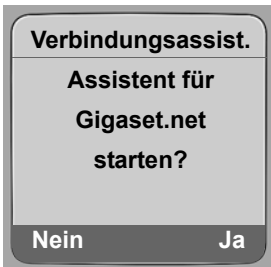 Verbindungsassist.
Assistent für
Gigaset.net
starten?
Nein Ja